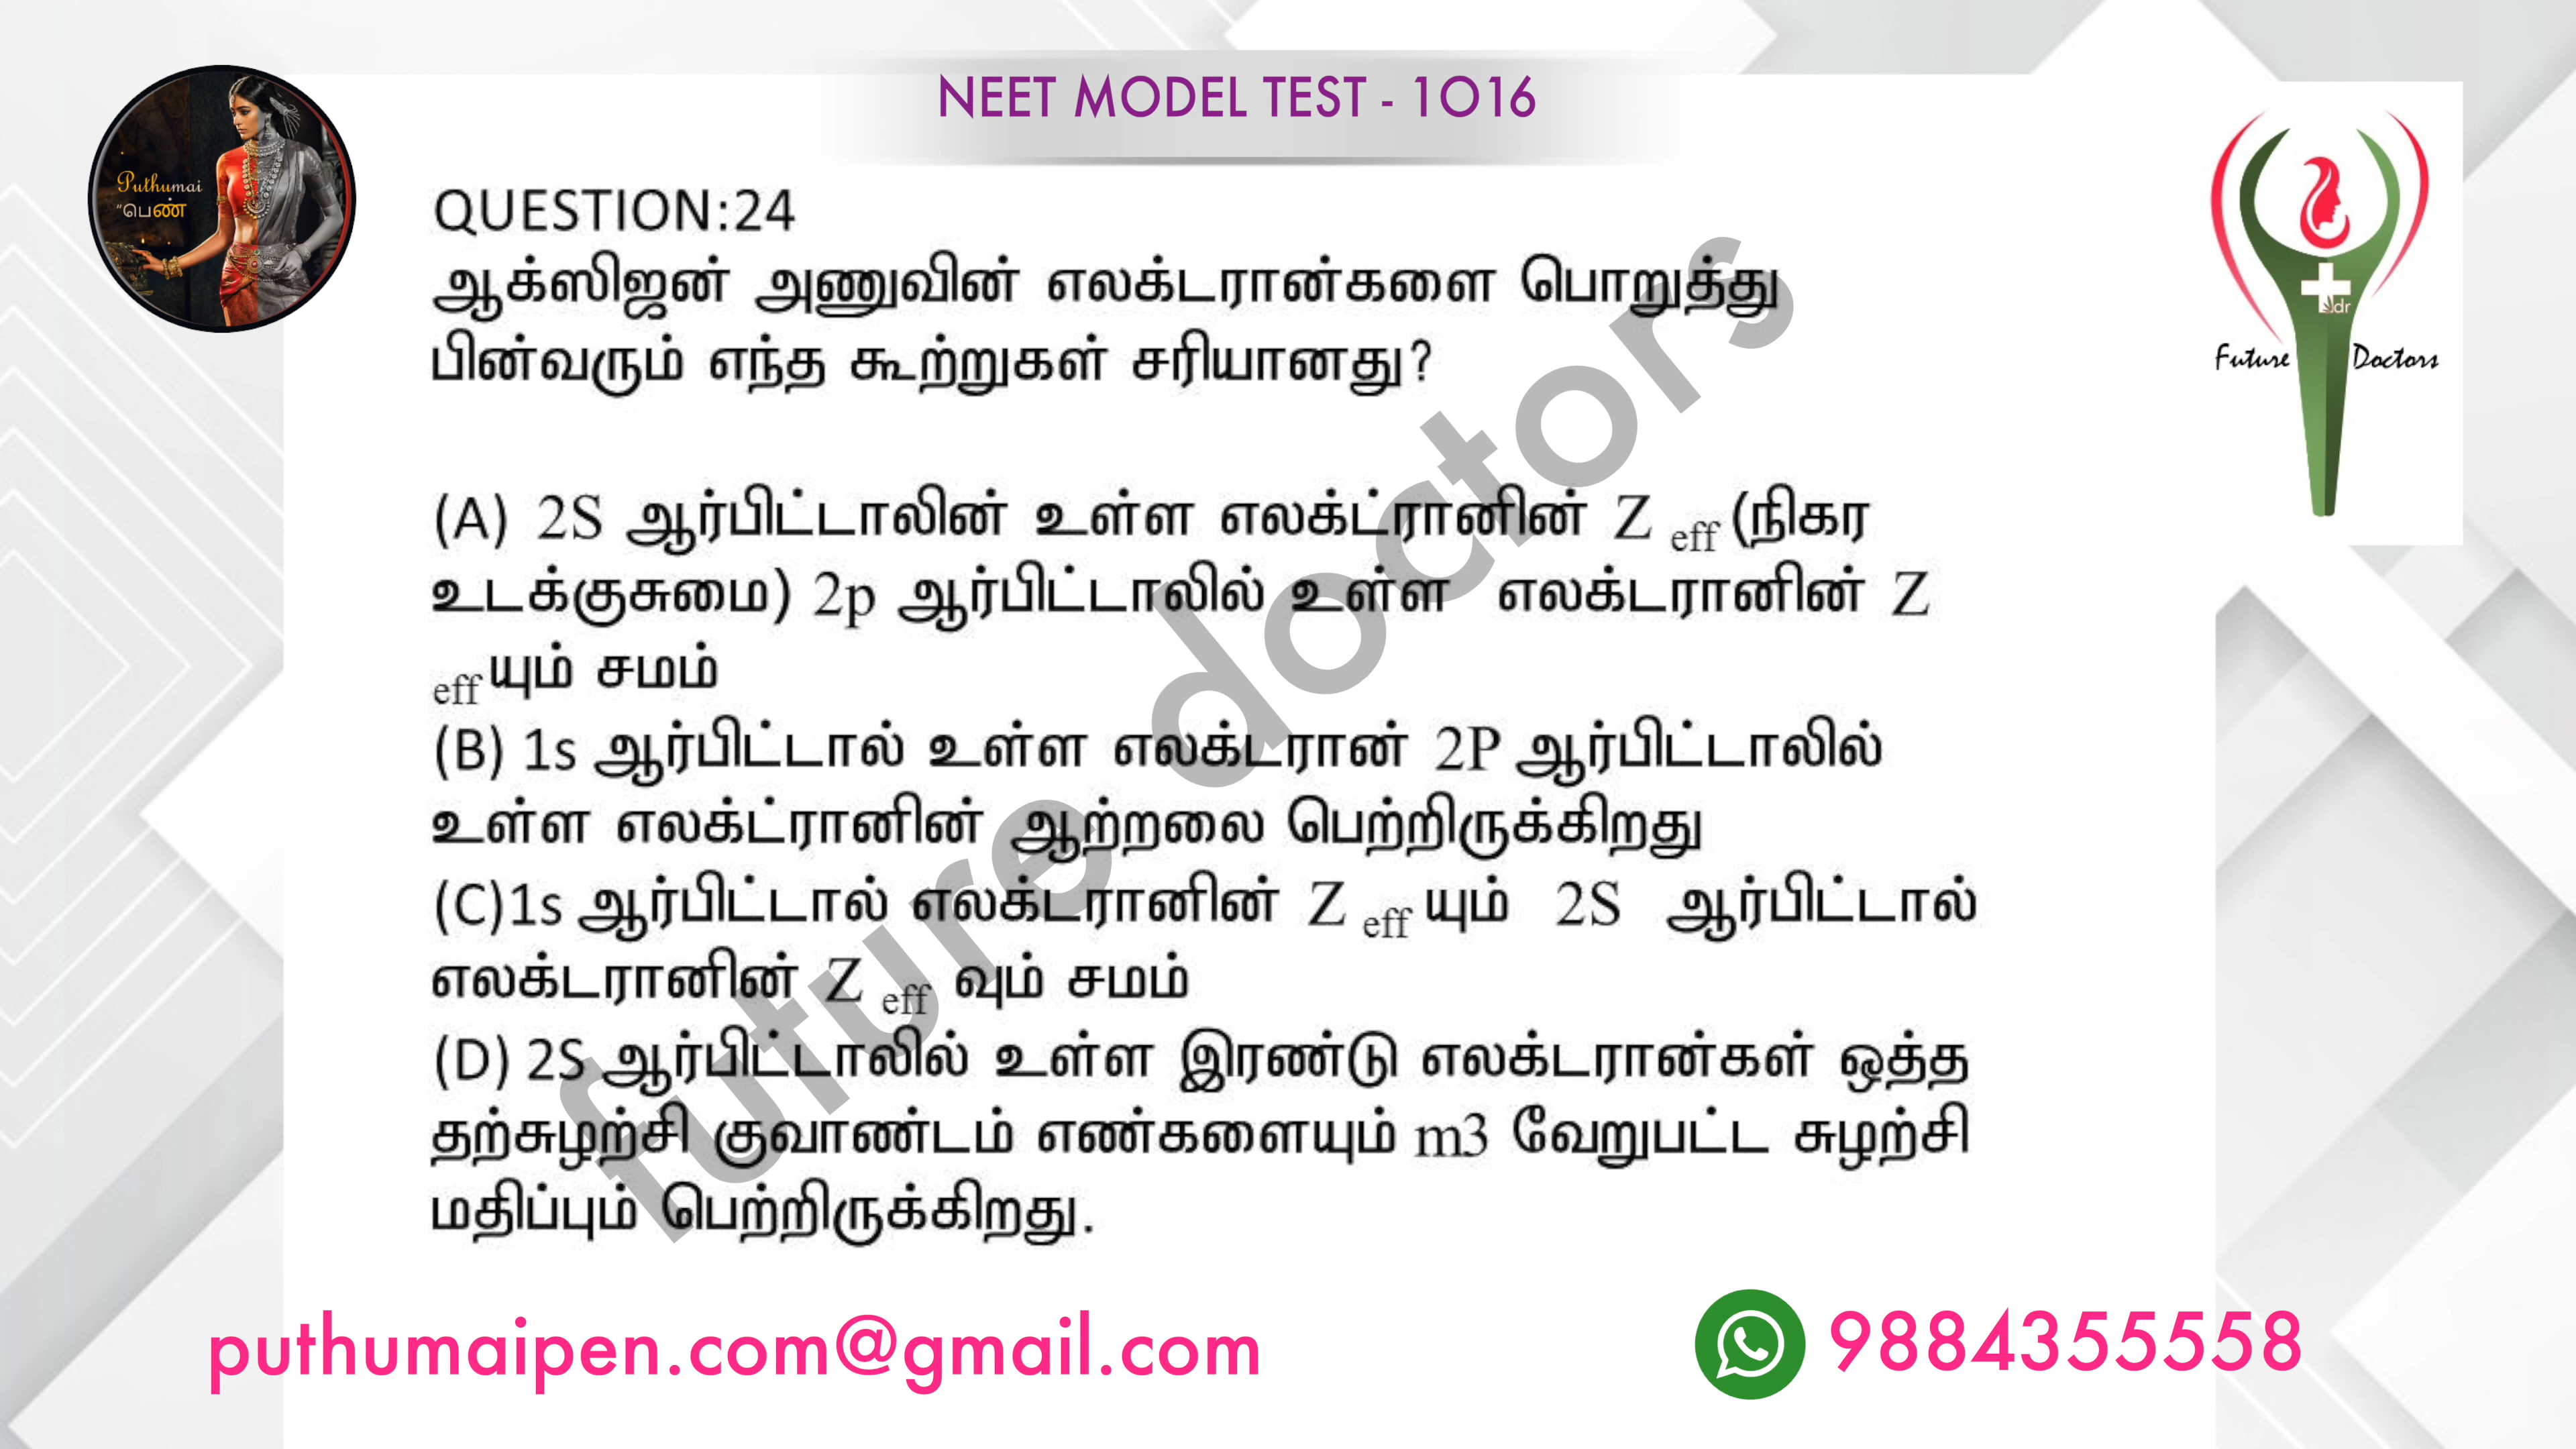 NEET MODEL TEST - 1O16
Puthumai
“பெண்
QUESTION:24
ஆக்ஸிஜன் அணுவின் எலக்டரான்களை பொறுத்து
பின்வரும் எந்த கூற்றுகள் சரியானது?
(A) 2S ஆர்பிட்டாலின் உள்ள எலக்ட்ரானின் Z eff (நிகர
உடக்குசுமை) 2p ஆர்பிட்டாலில் உள்ள எலக்டரானின் Z
eff யும் சமம்
(B) 1s ஆர்பிட்டால் உள்ள எலக்டரான் 2P ஆர்பிட்டாலில்
உள்ள எலக்ட்ரானின் ஆற்றலை பெற்றிருக்கிறது
(C)1s ஆர்பிட்டால் எலக்டரானின் Z eff யும் 2S ஆர்பிட்டால்
எலக்டரானின் Z eff வும் சமம்
(D) 2S ஆர்பிட்டாலில் உள்ள இரண்டு எலக்டரான்கள் ஒத்த
தற்சுழற்சி குவாண்டம் எண்களையும் m3 வேறுபட்ட சுழற்சி
மதிப்பும் பெற்றிருக்கிறது.
future doctors
dr
Future Doctors
puthumaipen.com@gmail.com
9884355558